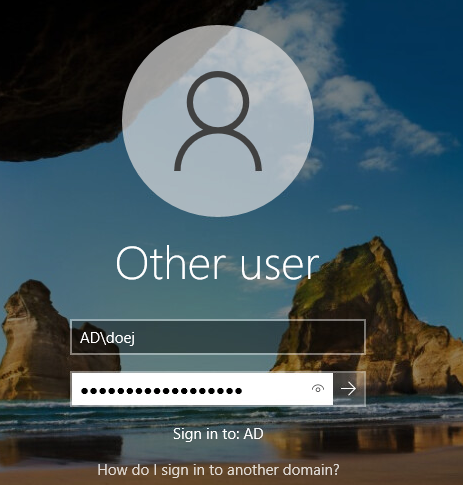 Other user
AD\doej
••••••••••••••••••
Sign in to: AD
How do I sign in to another domain?